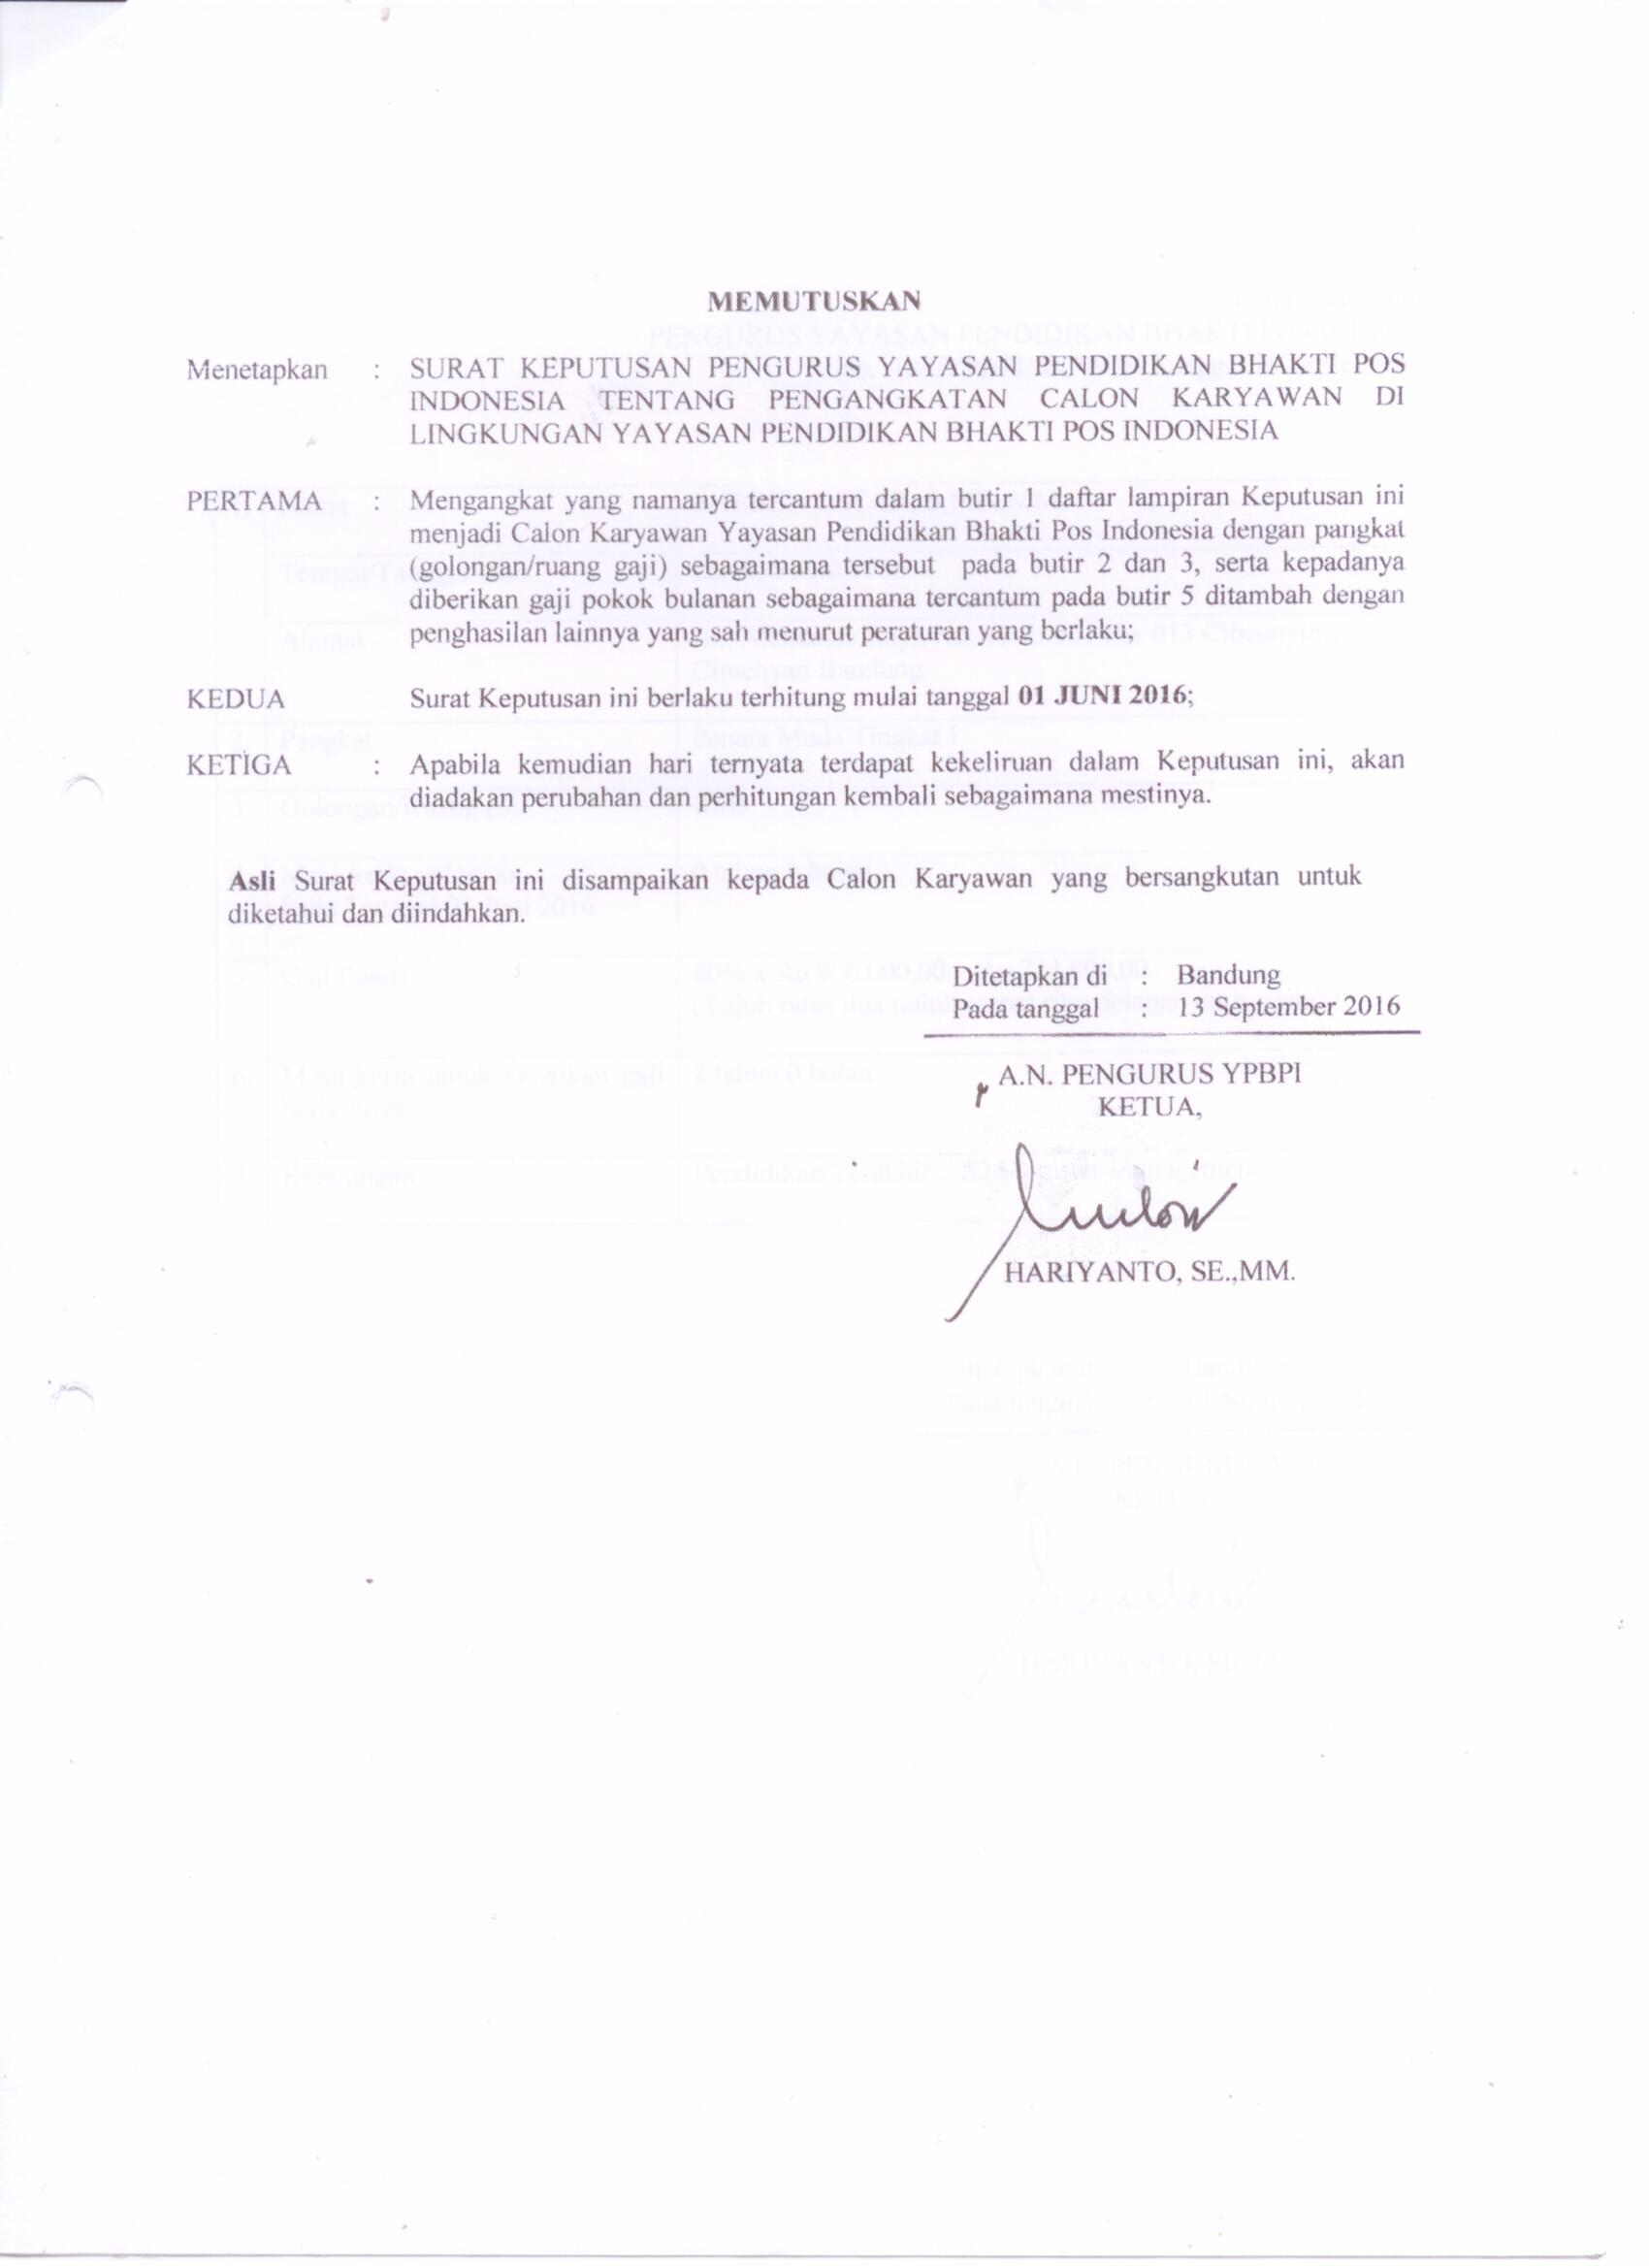 MEMUTUSKAN
Menetapkan : SURAT KEPUTUSAN PENGURUS YAYASAN PENDIDIKAN BHAKTI POS
INDONESIA TENTANG PENGANGKATAN CALON KARYAWAN DI
LINGKUNGAN YAYASAN PENDIDIKAN BHAKTI POS INDONESIA
PERTAMA : Mengangkat yang namanya tercantum dalam butir 1 daftar lampiran Keputusan ini
menjadi Calon Karyawan Yayasan Pendidikan Bhakti Pos Indonesia dengan pangkat
(golongan/ruang gaji) sebagaimana tersebut pada butir 2 dan 3, serta kepadanya
diberikan gaji pokok bulanan sebagaimana tercantum pada butir 5 ditambah dengan
penghasilan lainnya yang sah menurut peraturan yang berlaku;
KEDUA Surat Keputusan ini berlaku terhitung mulai tanggal 01 JUNI 2016;
KETIGA : Apabila kemudian hari ternyata terdapat kekeliruan dalam Keputusan ini, akan
diadakan perubahan dan perhitungan kembali sebagaimana mestinya.
Asli Surat Keputusan ini disampaikan kepada Calon Karyawan yang bersangkutan untuk
diketahui dan diindahkan.
Ditetapkan di : Bandung
Pada tanggal : 13 September 2016
A.N. PENGURUS YPBPI
KETUA,
HARIYANTO, SE.,MM.